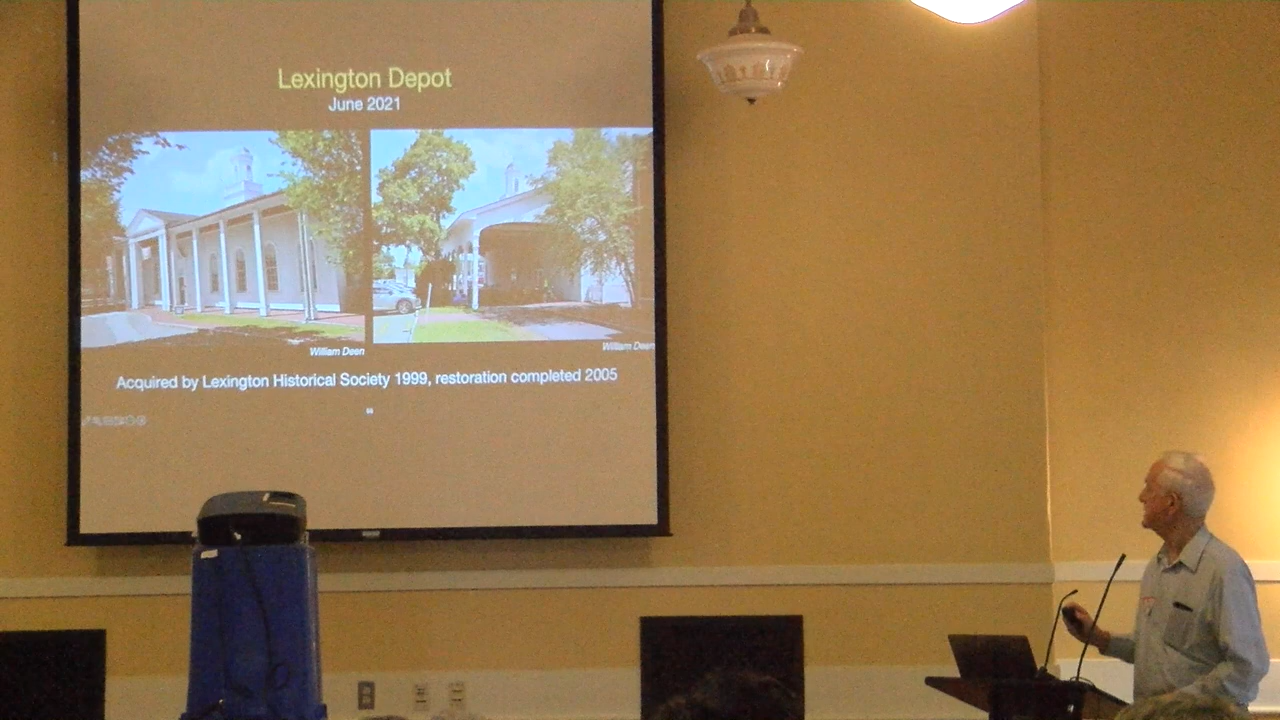 Lexington Depot
June 2021
William Deen
William Deen
Acquired by Lexington Historical Society 1999, restoration completed 2005